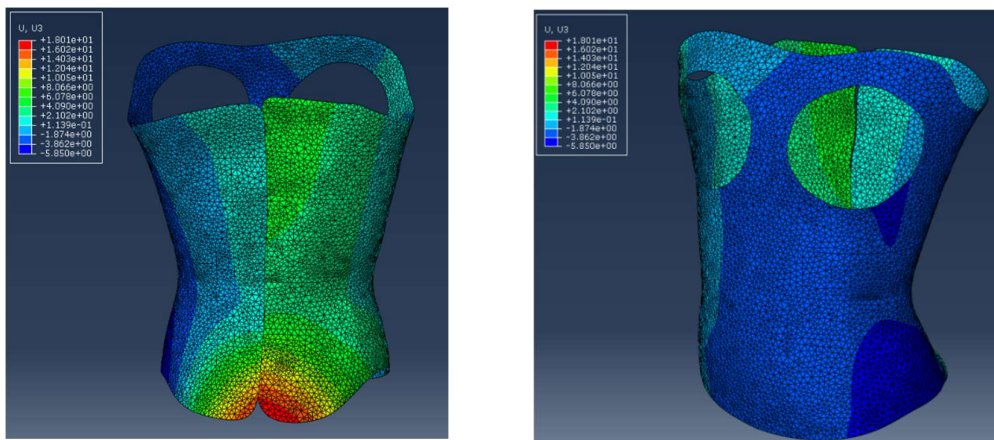 U, U3
+1.801e+01
+1.602e+01
+1.403e+01
+1.204e+01
+1.005e+01
+8.066e+00
+6.078e+00
+4.090e+00
+2.102e+00
+1.139e-01
-1.874e+00
-3.862e+00
-5.850e+00
U, U3
+1.801e+01
+1.602e+01
+1.403e+01
+1.204e+01
+1.005e+01
+8.066e+00
+6.078e+00
+4.090e+00
+2.102e+00
+1.139e-01
-1.874e+00
-3.862e+00
-5.850e+00